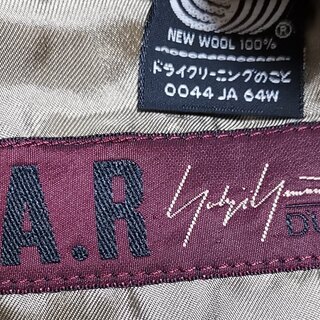 NEW WOOL 100%
ドライクリーニングのこと
0044 JA 64W
A.R
Yohji Yamamoto